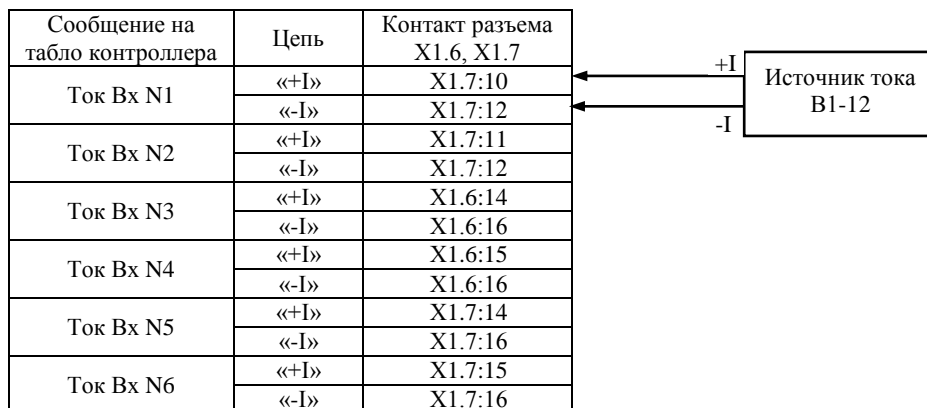 Сообщение на табло контроллера Цепь Контакт разъема X1.6, X1.7
Ток Вх N1 «+I» X1.7:10
«-I» X1.7:12
Ток Вх N2 «+I» X1.7:11
«-I» X1.7:12
Ток Вх N3 «+I» X1.6:14
«-I» X1.6:16
Ток Вх N4 «+I» X1.6:15
«-I» X1.6:16
Ток Вх N5 «+I» X1.7:14
«-I» X1.7:16
Ток Вх N6 «+I» X1.7:15
«-I» X1.7:16
+I
-I
Источник тока
В1-12